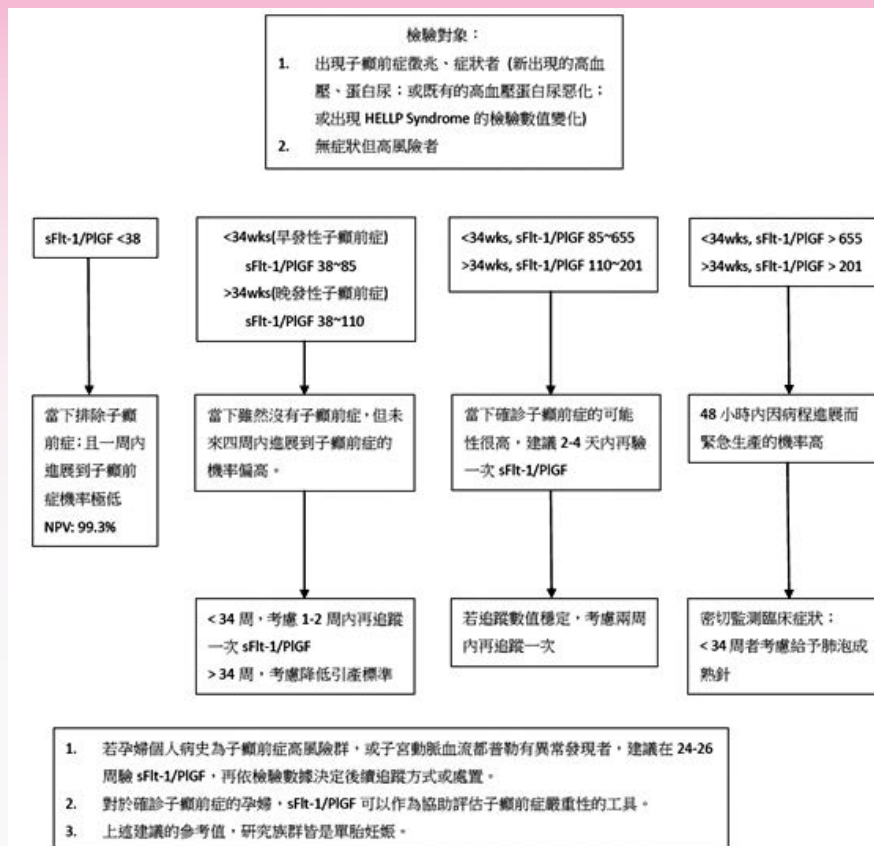 檢驗對象：
1. 出現子癲前症徵兆、症狀者 (新出現的高血
壓、蛋白尿；或既有的高血壓蛋白尿惡化；
或出現 HELLP Syndrome 的檢驗數值變化)
2. 無症狀但高風險者
sFlt-1/PlGF <38
<34wks(早發性子癲前症)
sFlt-1/PlGF 38~85
>34wks(晚發性子癲前症)
sFlt-1/PlGF 38~110
<34wks, sFlt-1/PlGF 85~655
>34wks, sFlt-1/PlGF 110~201
<34wks, sFlt-1/PlGF > 655
>34wks, sFlt-1/PlGF > 201
當下排除子癲
前症；且一周內
進展到子癲前
症機率極低
NPV: 99.3%
當下雖然沒有子癲前症，但未
來四周內進展到子癲前症的
機率偏高。
當下確診子癲前症的可能
性很高，建議 2-4 天內再驗
一次 sFlt-1/PlGF
48 小時內因病程進展而
緊急生產的機率高
< 34 周，考慮 1-2 周內再追蹤
一次 sFlt-1/PlGF
> 34 周，考慮降低引產標準
若追蹤數值穩定，考慮兩周
內再追蹤一次
密切監測臨床症狀；
< 34 周者考慮給予肺泡成
熟針
1. 若孕婦個人病史為子癲前症高風險群，或子宮動脈血流都普勒有異常發現者，建議在 24-26
周驗 sFlt-1/PlGF，再依檢驗數據決定後續追蹤方式或處置。
2. 對於確診子癲前症的孕婦，sFlt-1/PlGF 可以作為協助評估子癲前症嚴重性的工具。
3. 上述建議的參考值，研究族群皆是單胎妊娠。